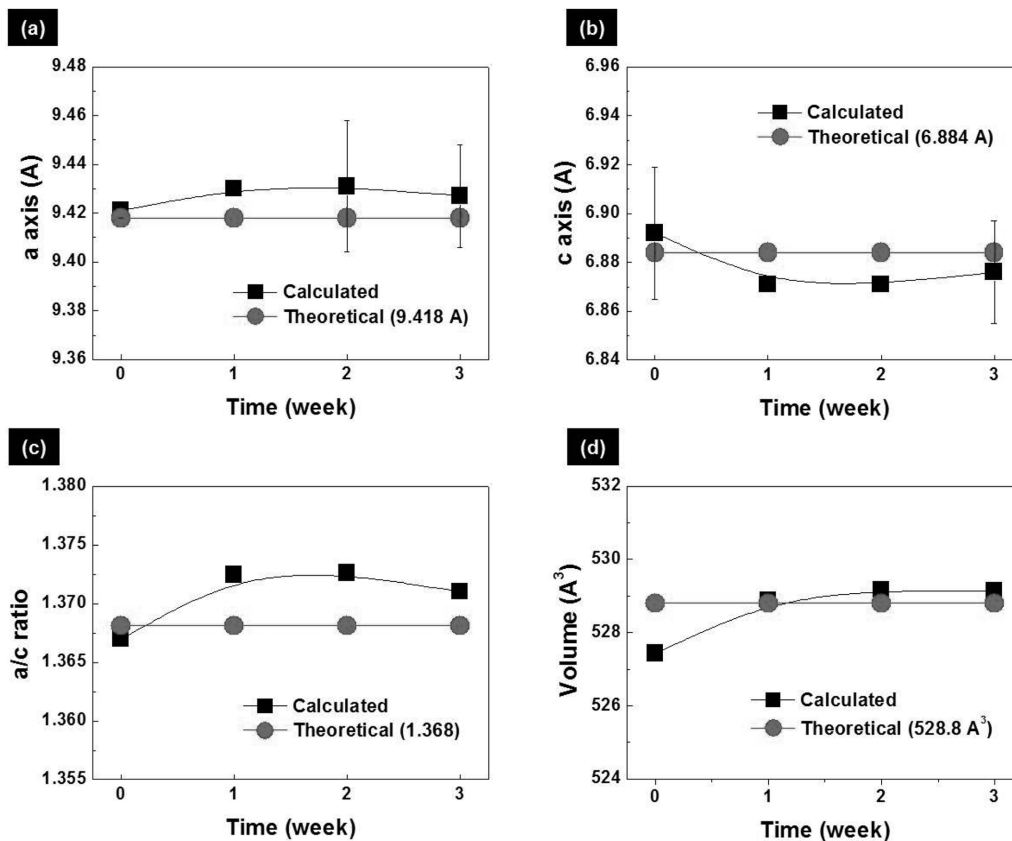 (a)
9.48
9.46
9.44
9.42
9.40
9.38
9.36
a axis (A)
Calculated
Theoretical (9.418 A)
0 1 2 3
Time (week)
(b)
6.96
6.94
6.92
6.90
6.88
6.86
6.84
c axis (A)
Calculated
Theoretical (6.884 A)
0 1 2 3
Time (week)
(c)
1.380
1.375
1.370
1.365
1.360
1.355
a/c ratio
Calculated
Theoretical (1.368)
0 1 2 3
Time (week)
(d)
532
530
528
526
524
Volume (A³)
Calculated
Theoretical (528.8 A³)
0 1 2 3
Time (week)